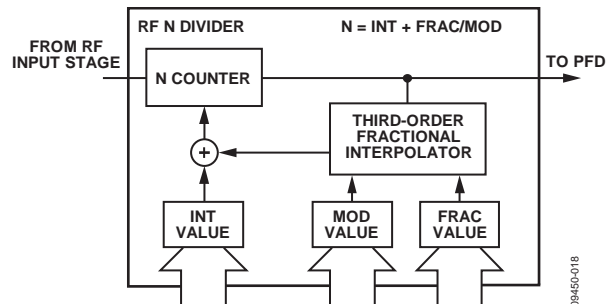 RF N DIVIDER
N = INT + FRAC/MOD
FROM RF
INPUT STAGE
N COUNTER
TO PFD
THIRD-ORDER
FRACTIONAL
INTERPOLATOR
+
INT
VALUE
MOD
VALUE
FRAC
VALUE
09450-018